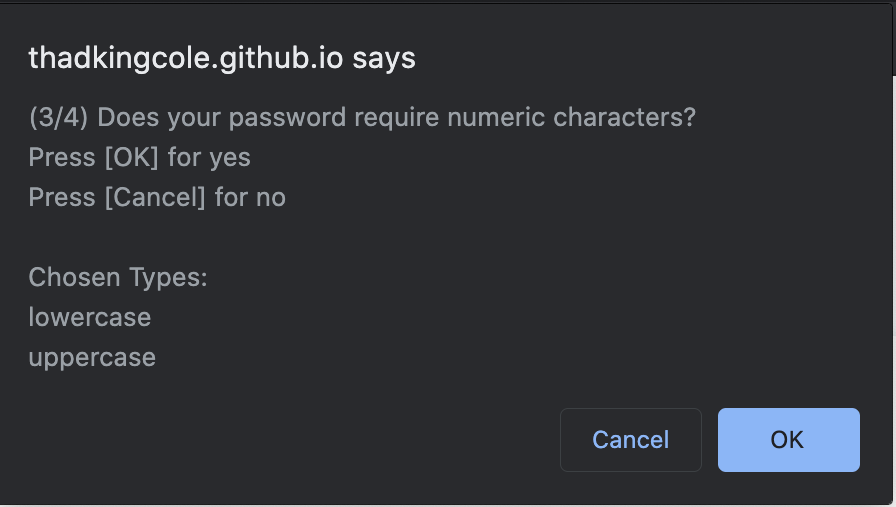 thadkingcole.github.io says
(3/4) Does your password require numeric characters?
Press [OK] for yes
Press [Cancel] for no
Chosen Types:
lowercase
uppercase
Cancel
OK